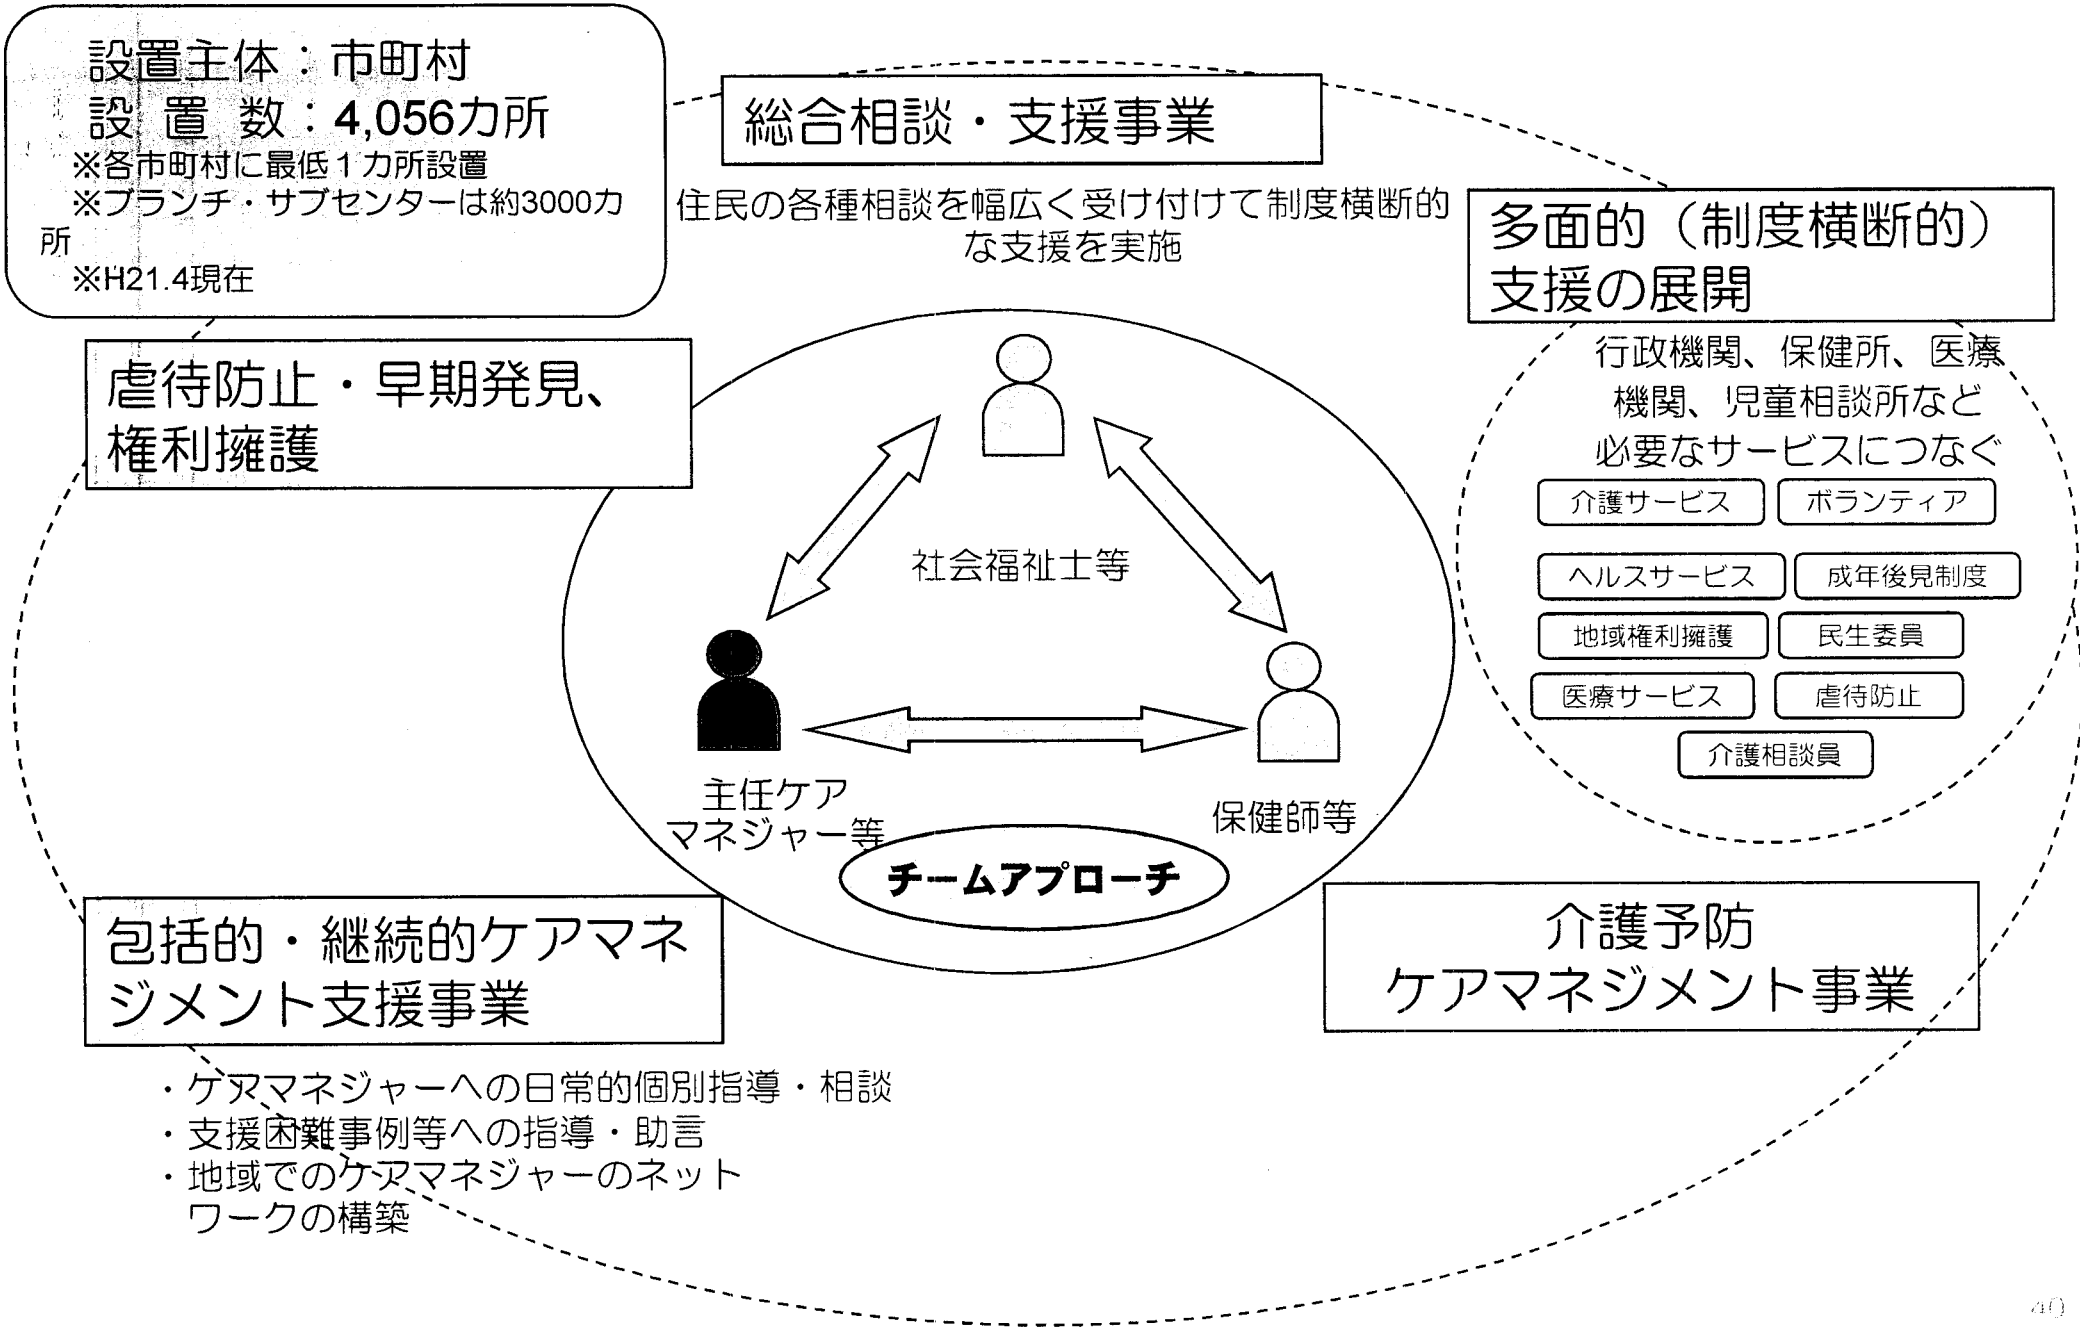 設置主体：市町村
設 置 数：4,056カ所
※各市町村に最低１カ所設置
※ブランチ・サブセンターは約3000カ
所
※H21.4現在
総合相談・支援事業
住民の各種相談を幅広く受け付けて制度横断的
な支援を実施
多面的（制度横断的）
支援の展開
行政機関、保健所、医療
機関、児童相談所など
必要なサービスにつなぐ
介護サービス
ボランティア
ヘルスサービス
成年後見制度
地域権利擁護
民生委員
医療サービス
虐待防止
介護相談員
虐待防止・早期発見、
権利擁護
社会福祉士等
主任ケア
マネジャー等
保健師等
チームアプローチ
包括的・継続的ケアマネ
ジメント支援事業
・ケアマネジャーへの日常的個別指導・相談
・支援困難事例等への指導・助言
・地域でのケアマネジャーのネット
ワークの構築
介護予防
ケアマネジメント事業